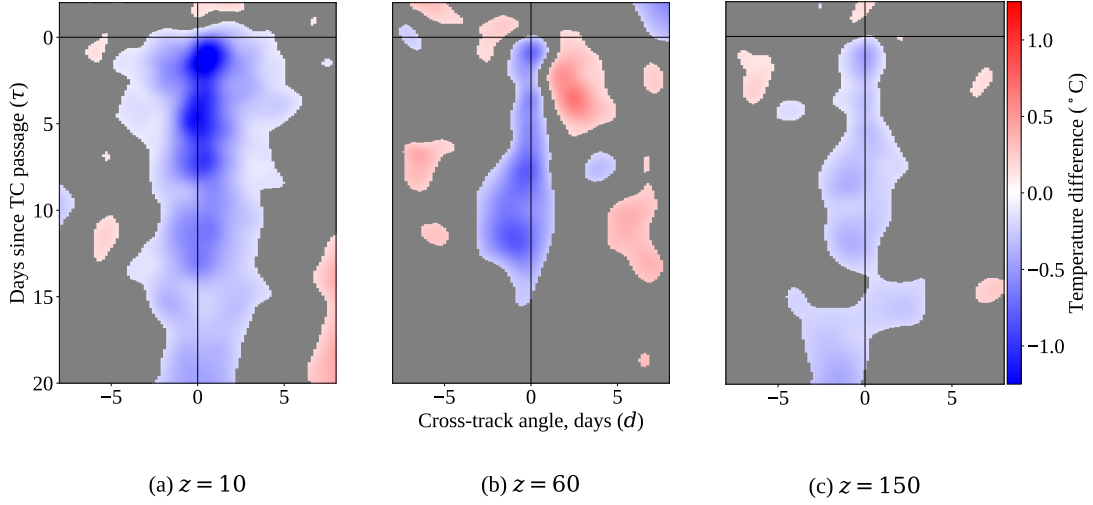 Days since TC passage (τ)
0
5
10
15
20
−5 0 5
−5 0 5
−5 0 5
Cross-track angle, days (d)
1.0
0.5
0.0
−0.5
−1.0
Temperature difference (°C)
(a) z = 10
(b) z = 60
(c) z = 150